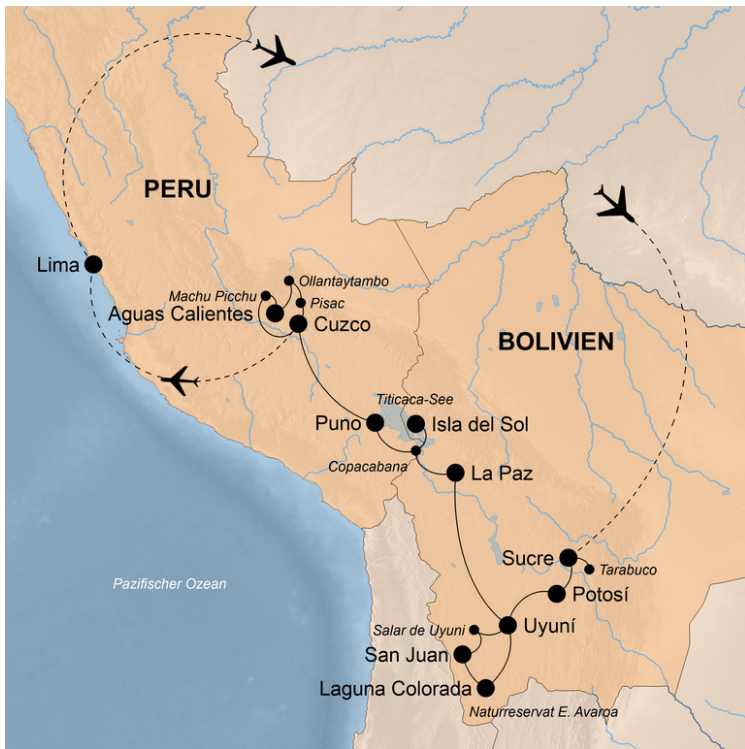 PERU
Lima
Ollantaytambo
Machu Picchu
Pisac
Aguas Calientes
Cuzco
BOLIVIEN
Titicaca-See
Puno
Isla del Sol
Copacabana
La Paz
Sucre
Tarabuco
Pazifischer Ozean
Potosí
Uyuní
Salar de Uyuni
San Juan
Laguna Colorada
Naturreservat E. Avaroa